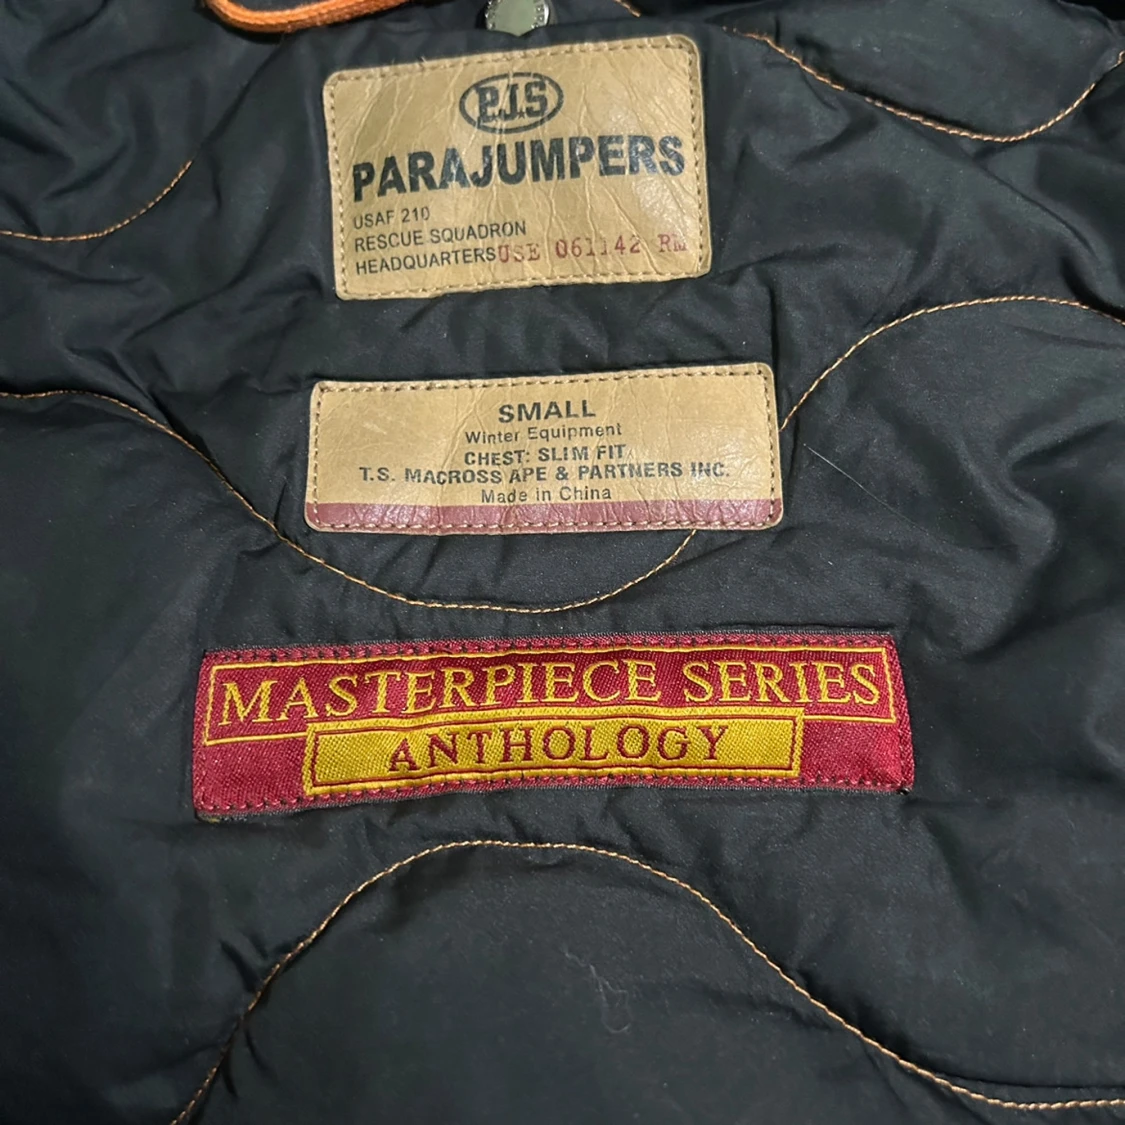 P.J.S
PARAJUMPERS
USAF 210
RESCUE SQUADRON
HEADQUARTERS USE 061142 RM
SMALL
Winter Equipment
CHEST: SLIM FIT
T.S. MACROSS APE & PARTNERS INC.
Made in China
MASTERPIECE SERIES
ANTHOLOGY